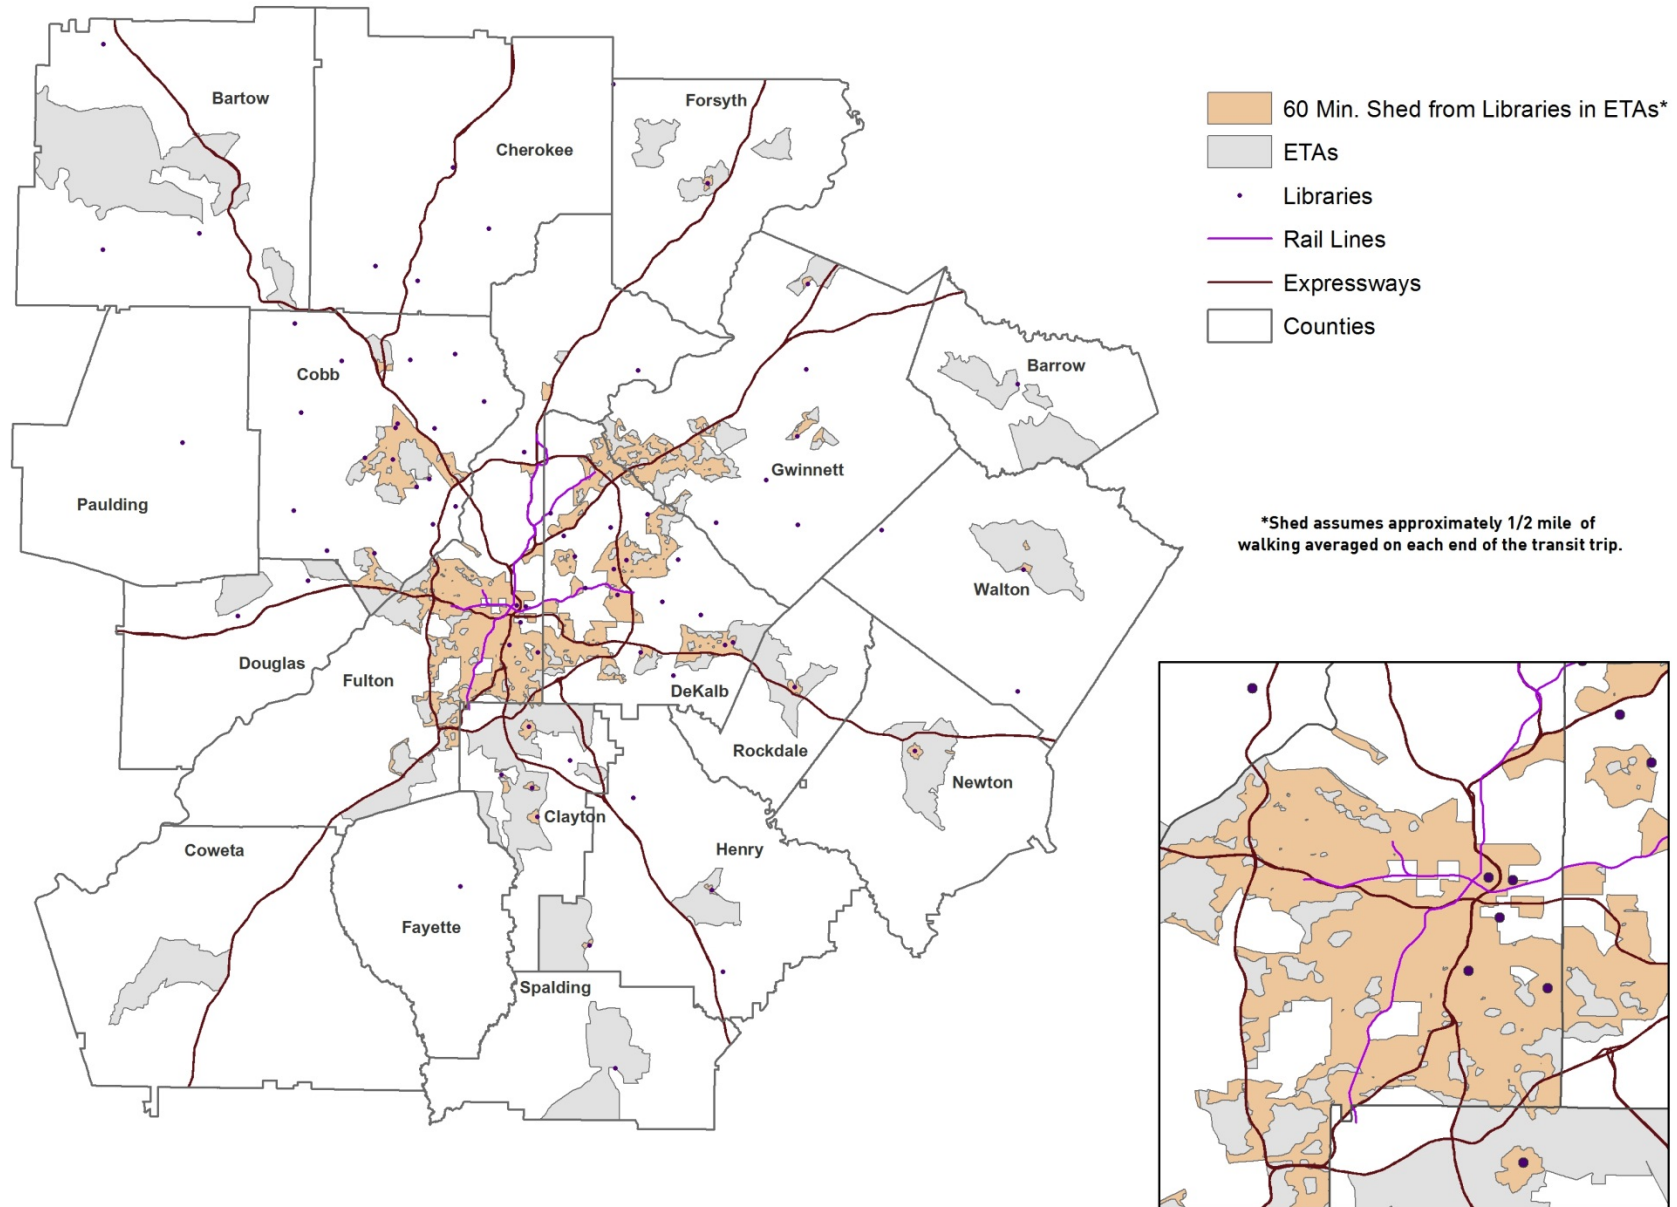 Bartow
Forsyth
Cherokee
Cobb
Barrow
Gwinnett
Paulding
Walton
Douglas
Fulton
DeKalb
Rockdale
Newton
Clayton
Coweta
Henry
Fayette
Spalding
60 Min. Shed from Libraries in ETAs*
ETAs
Libraries
Rail Lines
Expressways
Counties
*Shed assumes approximately 1/2 mile of
walking averaged on each end of the transit trip.